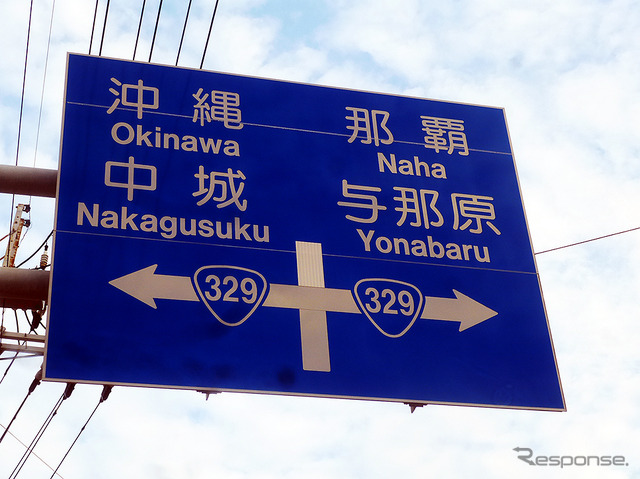 沖縄
Okinawa
中城
Nakagusuku
那覇
Naha
与那原
Yonabaru
329
329
Response.